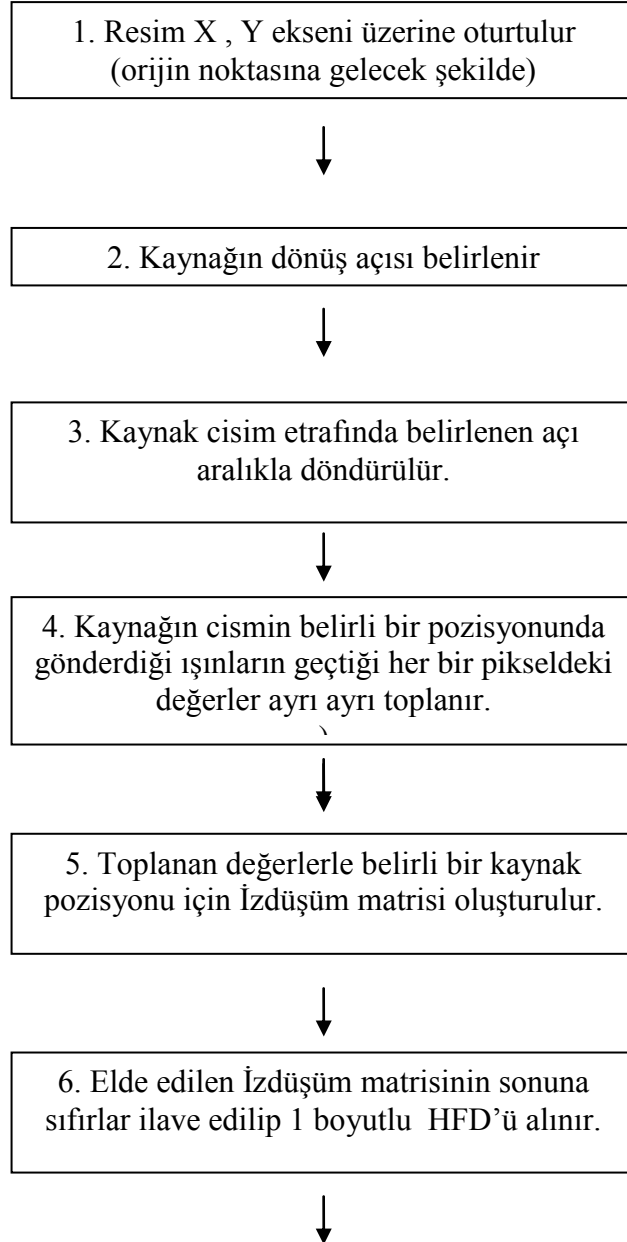 1. Resim X , Y ekseni üzerine oturtulur
(orijin noktasına gelecek şekilde)
2. Kaynağın dönüş açısı belirlenir
3. Kaynak cisim etrafında belirlenen açı
aralıkla döndürülür.
4. Kaynağın cismin belirli bir pozisyonunda
gönderdiği ışınların geçtiği her bir pikseldeki
değerler ayrı ayrı toplanır.
5. Toplanan değerlerle belirli bir kaynak
pozisyonu için İzdüşüm matrisi oluşturulur.
6. Elde edilen İzdüşüm matrisinin sonuna
sıfırlar ilave edilip 1 boyutlu HFD’ü alınır.